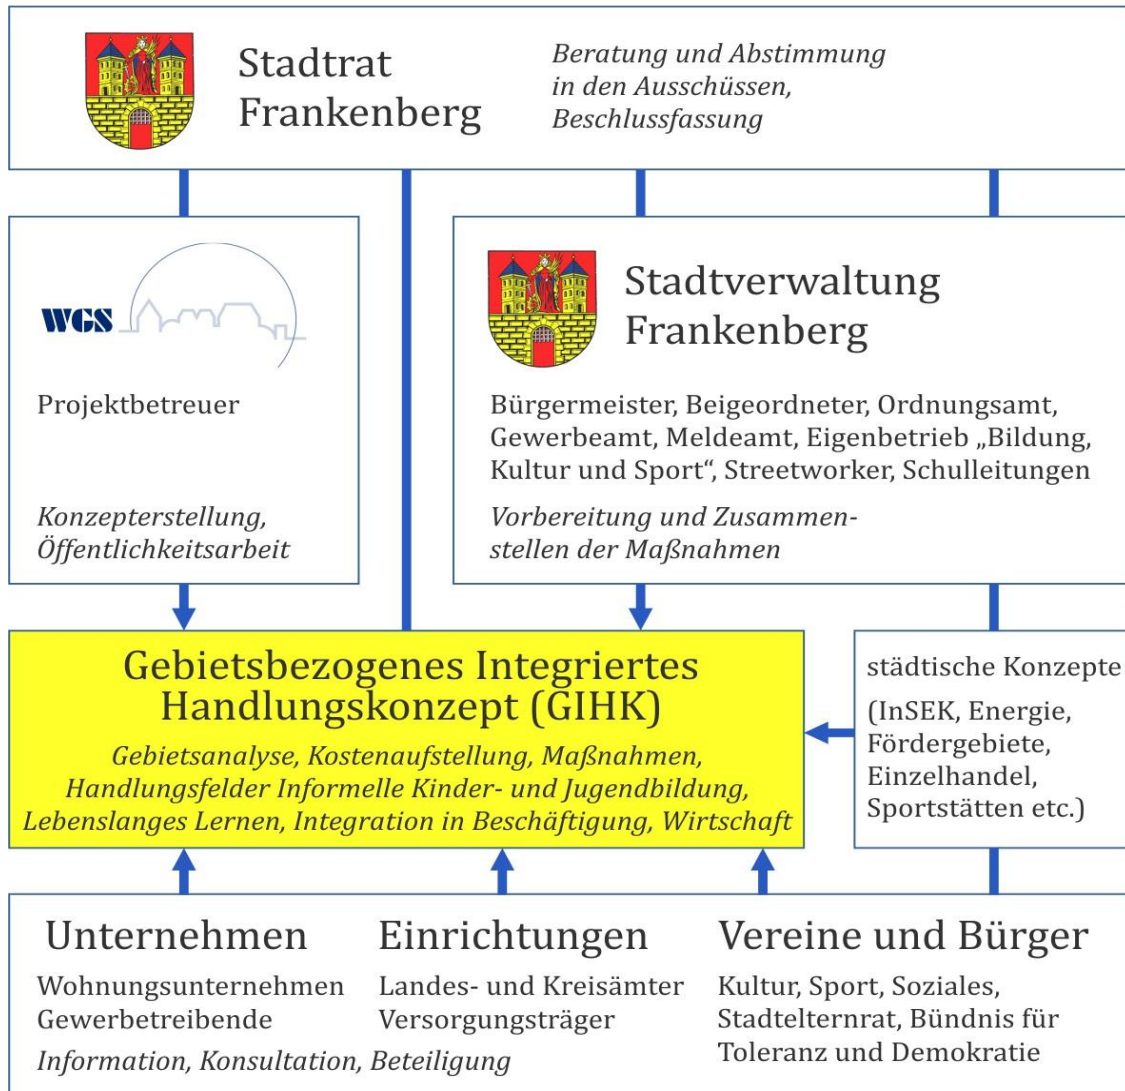 Stadtrat
Frankenberg
Beratung und Abstimmung
in den Ausschüssen,
Beschlussfassung
WGS
Projektbetreuer
Konzepterstellung,
Öffentlichkeitsarbeit
Stadtverwaltung
Frankenberg
Bürgermeister, Beigeordneter, Ordnungsamt,
Gewerbeamt, Meldeamt, Eigenbetrieb „Bildung,
Kultur und Sport“, Streetworker, Schulleitungen
Vorbereitung und Zusammen-
stellen der Maßnahmen
Gebietsbezogenes Integriertes
Handlungskonzept (GIHK)
Gebietsanalyse, Kostenaufstellung, Maßnahmen,
Handlungsfelder Informelle Kinder- und Jugendbildung,
Lebenslanges Lernen, Integration in Beschäftigung, Wirtschaft
städtische Konzepte
(InSEK, Energie,
Fördergebiete,
Einzelhandel,
Sportstätten etc.)
Unternehmen
Wohnungsunternehmen
Gewerbetreibende
Information, Konsultation, Beteiligung
Einrichtungen
Landes- und Kreisämter
Versorgungsträger
Vereine und Bürger
Kultur, Sport, Soziales,
Stadtelternrat, Bündnis für
Toleranz und Demokratie